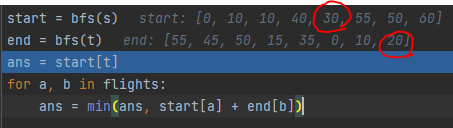 start = bfs(s)   start: [0, 10, 10, 40, 30, 55, 50, 60]
end = bfs(t)   end: [55, 45, 50, 15, 35, 0, 10, 20]
ans = start[t]
for a, b in flights:
    ans = min(ans, start[a] + end[b])